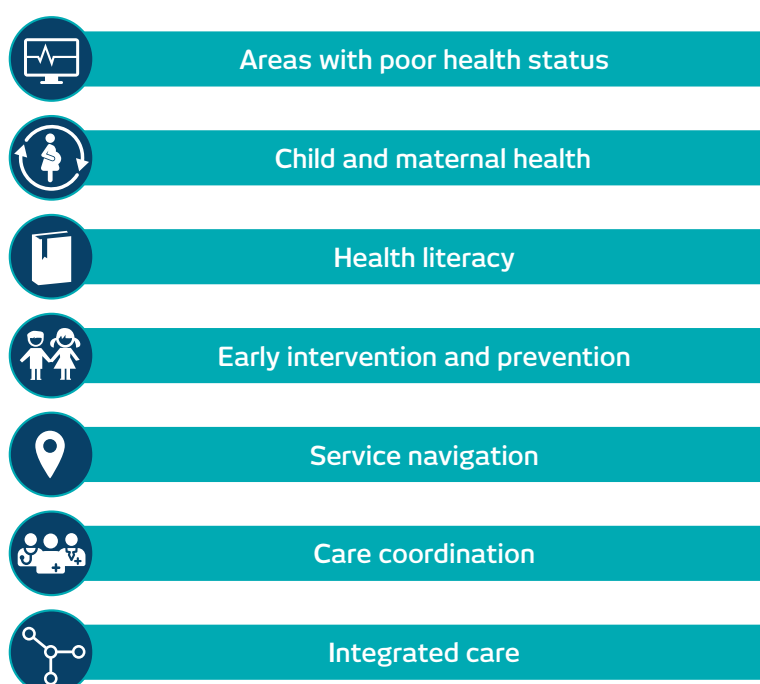 Areas with poor health status
Child and maternal health
Health literacy
Early intervention and prevention
Service navigation
Care coordination
Integrated care